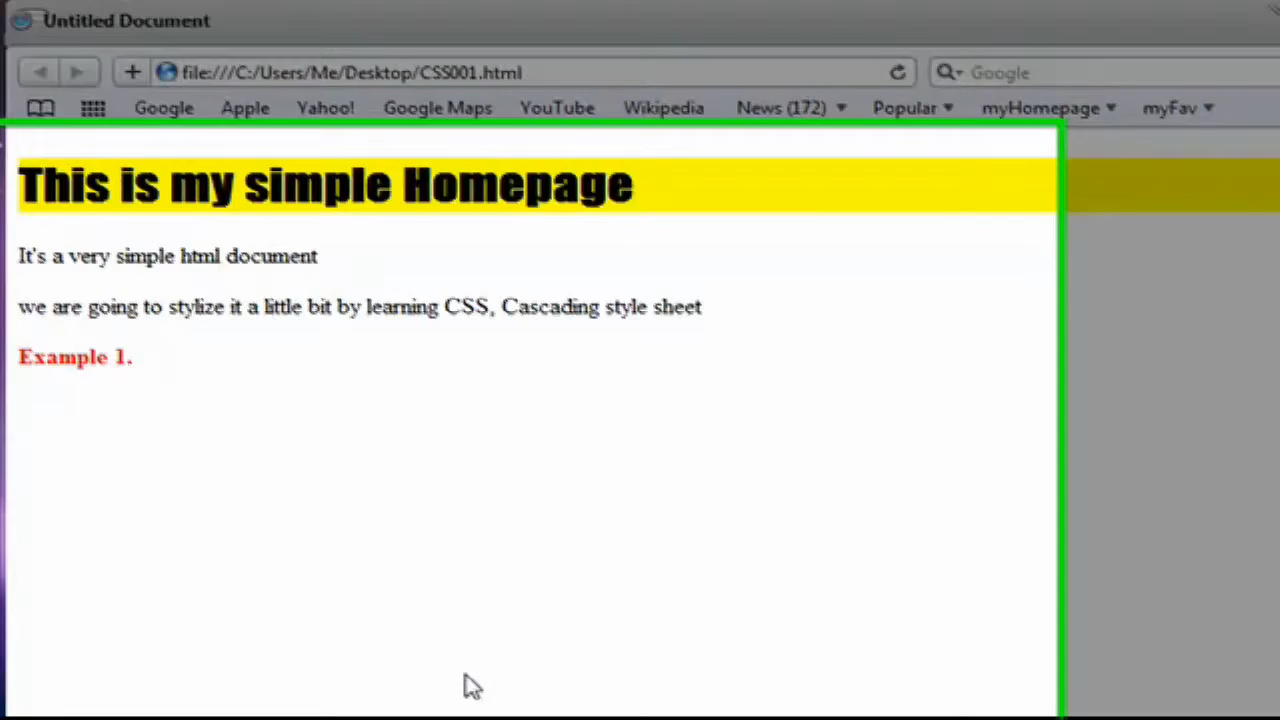 Untitled Document
file:///C:/Users/Me/Desktop/CSS001.html
Google
Google Apple Yahoo! Google Maps YouTube Wikipedia News (172) Popular myHomepage myFav
This is my simple Homepage
It's a very simple html document
we are going to stylize it a little bit by learning CSS, Cascading style sheet
Example 1.